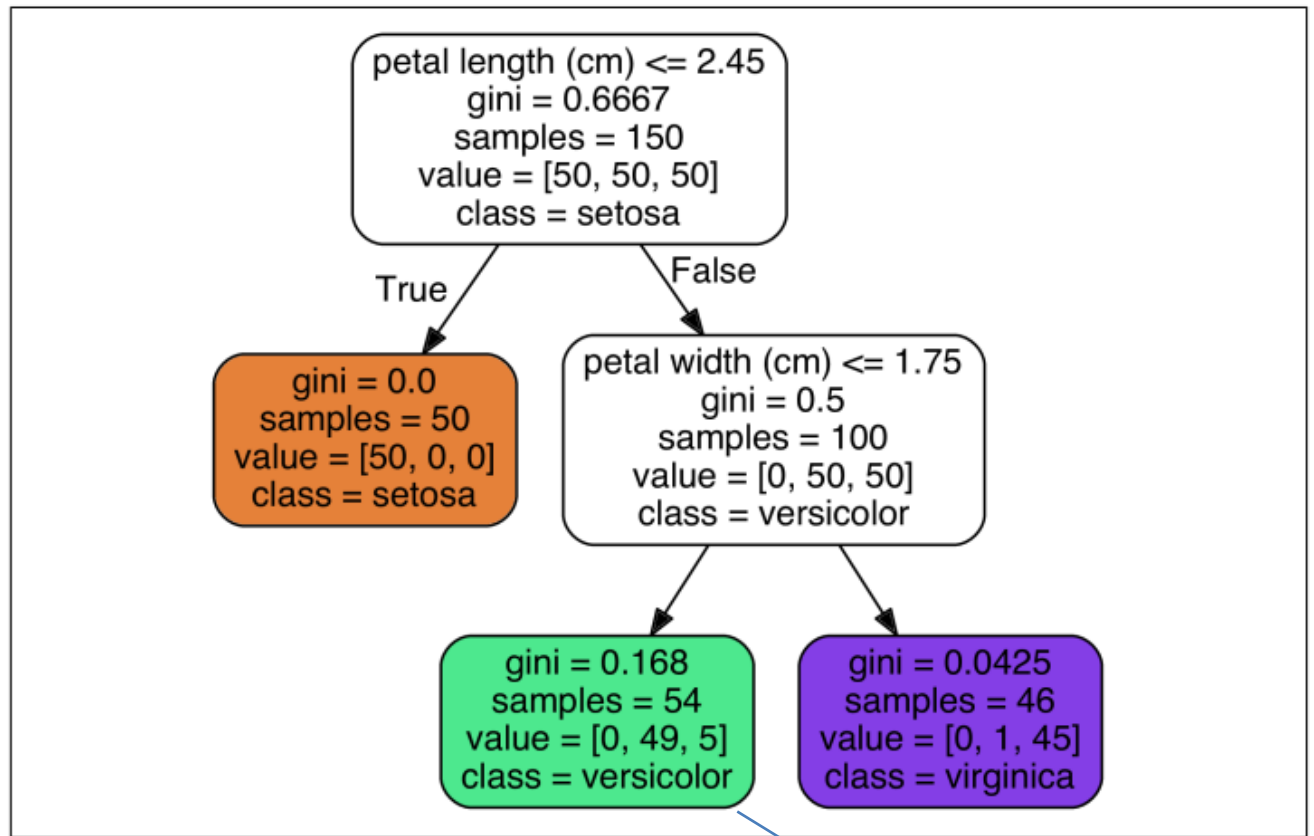 petal length (cm) <= 2.45
gini = 0.6667
samples = 150
value = [50, 50, 50]
class = setosa
True
False
gini = 0.0
samples = 50
value = [50, 0, 0]
class = setosa
petal width (cm) <= 1.75
gini = 0.5
samples = 100
value = [0, 50, 50]
class = versicolor
gini = 0.168
samples = 54
value = [0, 49, 5]
class = versicolor
gini = 0.0425
samples = 46
value = [0, 1, 45]
class = virginica